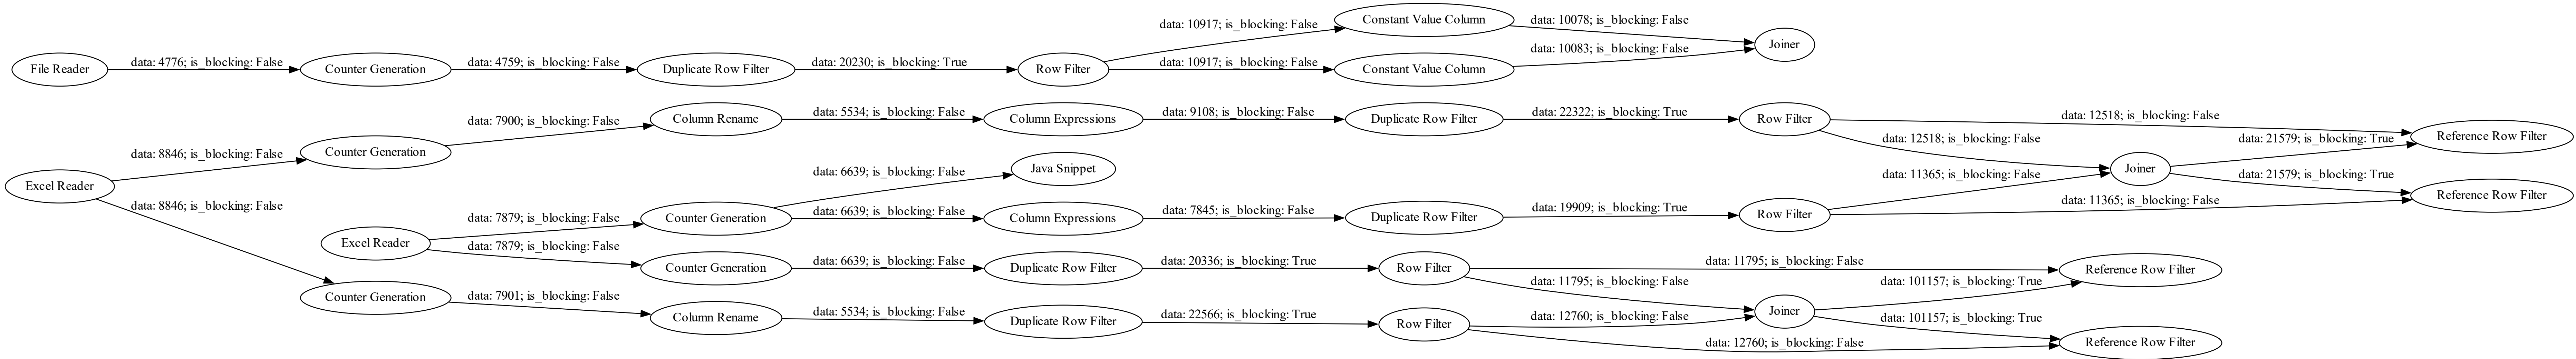 data: 10917; is_blocking: False
Constant Value Column
data: 10078; is_blocking: False
Joiner
File Reader
data: 4776; is_blocking: False
Counter Generation
data: 4759; is_blocking: False
Duplicate Row Filter
data: 20230; is_blocking: True
Row Filter
data: 10917; is_blocking: False
Constant Value Column
data: 10083; is_blocking: False
Excel Reader
data: 8846; is_blocking: False
Counter Generation
data: 7900; is_blocking: False
Column Rename
data: 5534; is_blocking: False
Column Expressions
data: 9108; is_blocking: False
Duplicate Row Filter
data: 22322; is_blocking: True
Row Filter
data: 12518; is_blocking: False
Reference Row Filter
data: 12518; is_blocking: False
data: 21579; is_blocking: True
Joiner
data: 6639; is_blocking: False
Java Snippet
data: 11365; is_blocking: False
data: 21579; is_blocking: True
Reference Row Filter
Excel Reader
data: 7879; is_blocking: False
Counter Generation
data: 6639; is_blocking: False
Column Expressions
data: 7845; is_blocking: False
Duplicate Row Filter
data: 19909; is_blocking: True
Row Filter
data: 11365; is_blocking: False
data: 8846; is_blocking: False
data: 7879; is_blocking: False
Counter Generation
data: 6639; is_blocking: False
Duplicate Row Filter
data: 20336; is_blocking: True
Row Filter
data: 11795; is_blocking: False
Reference Row Filter
data: 11795; is_blocking: False
data: 101157; is_blocking: True
Joiner
Counter Generation
data: 7901; is_blocking: False
Column Rename
data: 5534; is_blocking: False
Duplicate Row Filter
data: 22566; is_blocking: True
Row Filter
data: 12760; is_blocking: False
data: 101157; is_blocking: True
data: 12760; is_blocking: False
Reference Row Filter